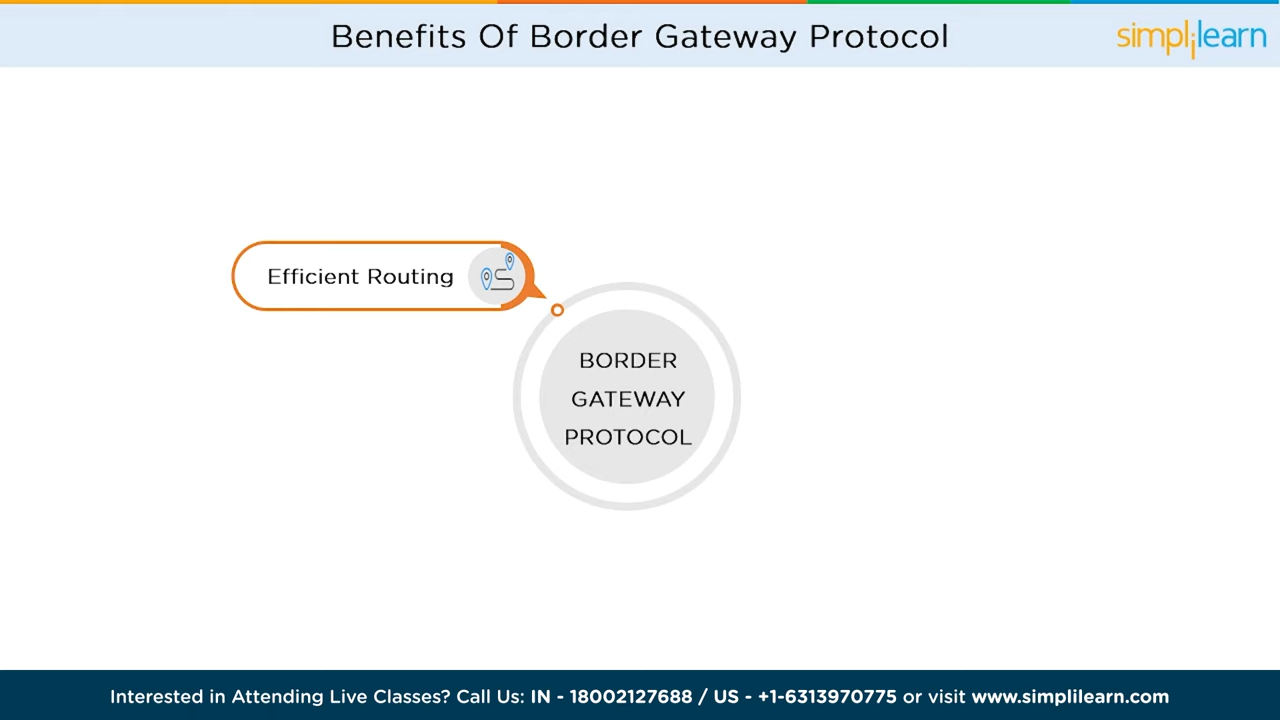 Benefits Of Border Gateway Protocol
simplilearn
Efficient Routing
BORDER
GATEWAY
PROTOCOL
Interested in Attending Live Classes? Call Us: IN - 18002127688 / US - +1-6313970775 or visit www.simplilearn.com